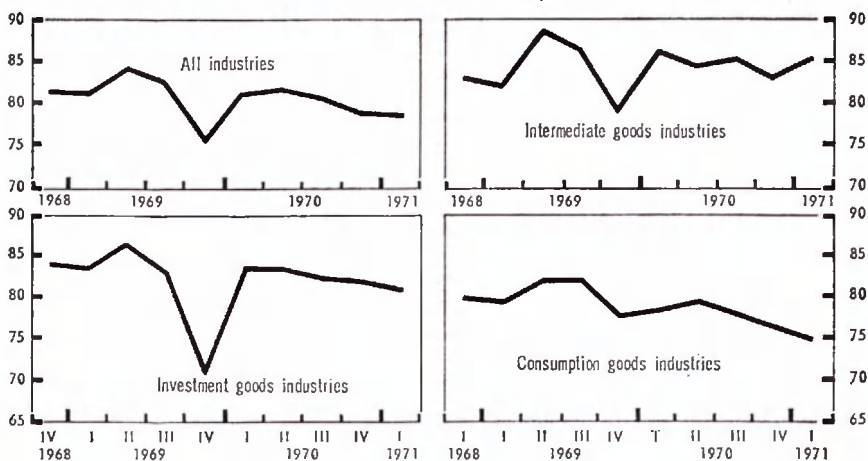 90
85
80
75
70
All industries
1968 1969 1970 1971
90
85
80
75
70
Intermediate goods industries
1968 1969 1970 1971
90
85
80
75
70
65
Investment goods industries
IV I II III IV I II III IV I
1968 1969 1970 1971
90
85
80
75
70
65
Consumption goods industries
I I II III IV T II III IV I
1968 1969 1970 1971